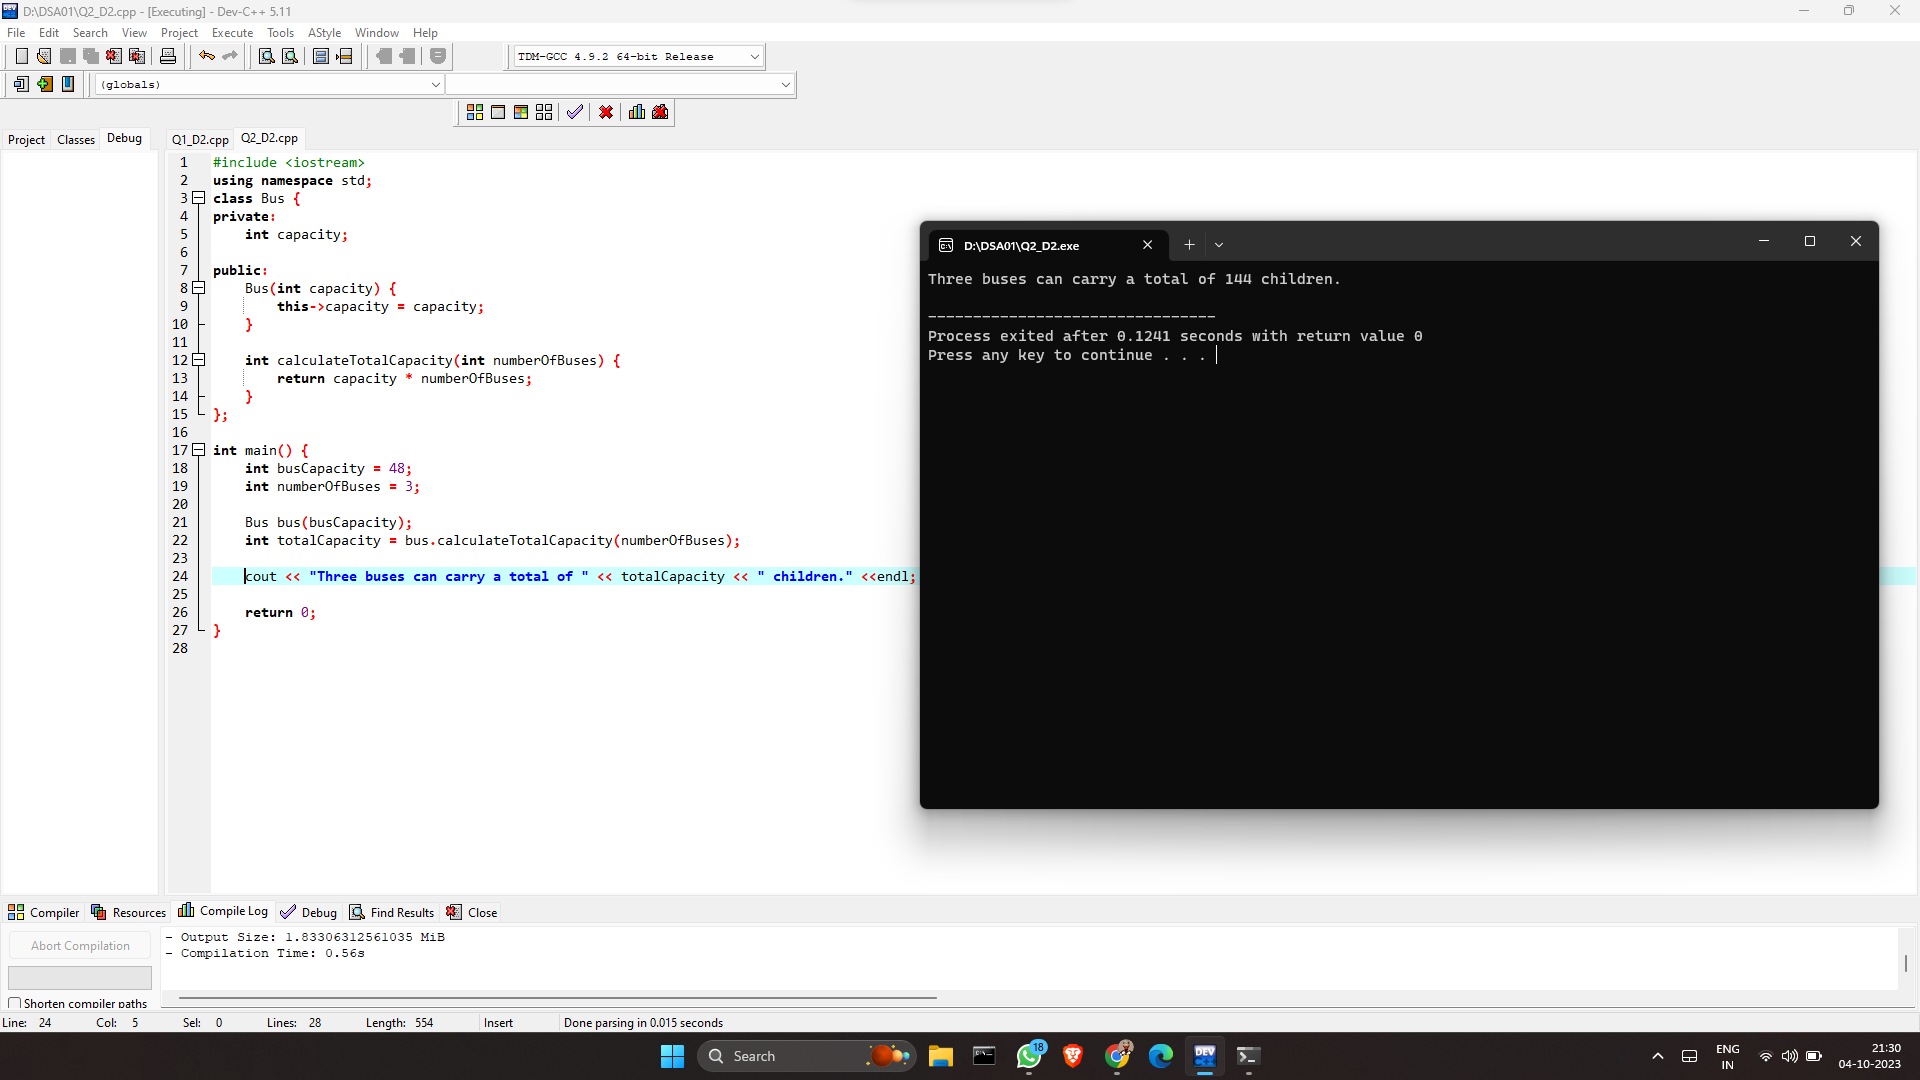 D:\DSA01\Q2_D2.cpp - [Executing] - Dev-C++ 5.11
File Edit Search View Project Execute Tools AStyle Window Help
TDM-GCC 4.9.2 64-bit Release
(globals)
Project Classes Debug
Q1_D2.cpp Q2_D2.cpp
1 #include <iostream>
2 using namespace std;
3 class Bus {
4 private:
5     int capacity;
6
7 public:
8     Bus(int capacity) {
9         this->capacity = capacity;
10     }
11
12     int calculateTotalCapacity(int numberOfBuses) {
13         return capacity * numberOfBuses;
14     }
15 };
16
17 int main() {
18     int busCapacity = 48;
19     int numberOfBuses = 3;
20
21     Bus bus(busCapacity);
22     int totalCapacity = bus.calculateTotalCapacity(numberOfBuses);
23
24     cout << "Three buses can carry a total of " << totalCapacity << " children." <<endl;
25
26     return 0;
27 }
28
D:\DSA01\Q2_D2.exe
Three buses can carry a total of 144 children.
--------------------------------
Process exited after 0.1241 seconds with return value 0
Press any key to continue . . .
Compiler Resources Compile Log Debug Find Results Close
Abort Compilation
Shorten compiler paths
- Output Size: 1.83306312561035 MiB
- Compilation Time: 0.56s
Line: 24 Col: 5 Sel: 0 Lines: 28 Length: 554 Insert Done parsing in 0.015 seconds
Search
18
DEV
ENG
IN
21:30
04-10-2023